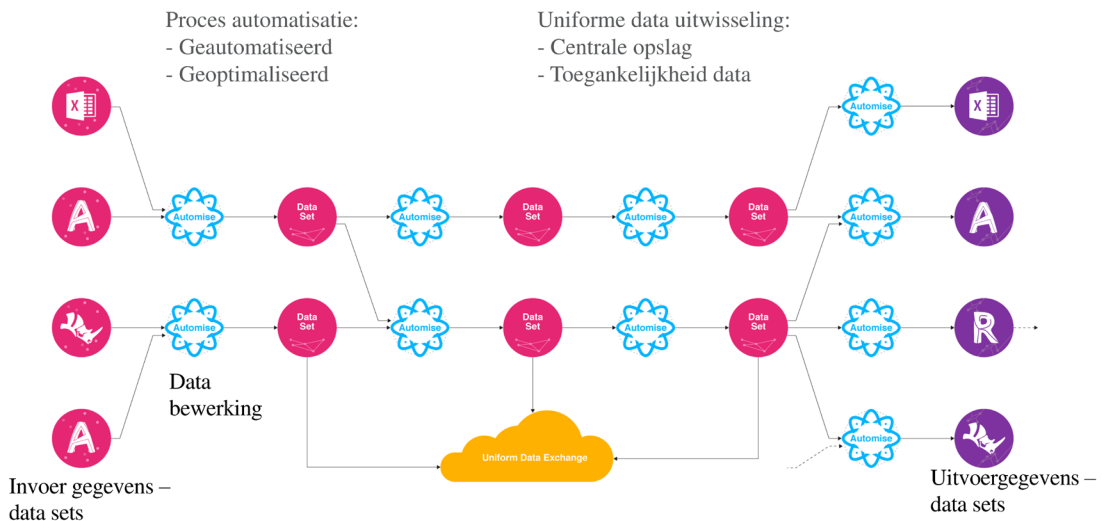 Proces automatisatie:
- Geautomatiseerd
- Geoptimaliseerd
Uniforme data uitwisseling:
- Centrale opslag
- Toegankelijkheid data
X
Automise
X
A
Automise
Data
Set
Automise
Data
Set
Automise
Data
Set
Automise
A
Automise
Data
Set
Automise
Data
Set
Automise
Data
Set
Automise
R
Data
bewerking
A
Uniform Data Exchange
Automise
Invoer gegevens –
data sets
Uitvoergegevens –
data sets